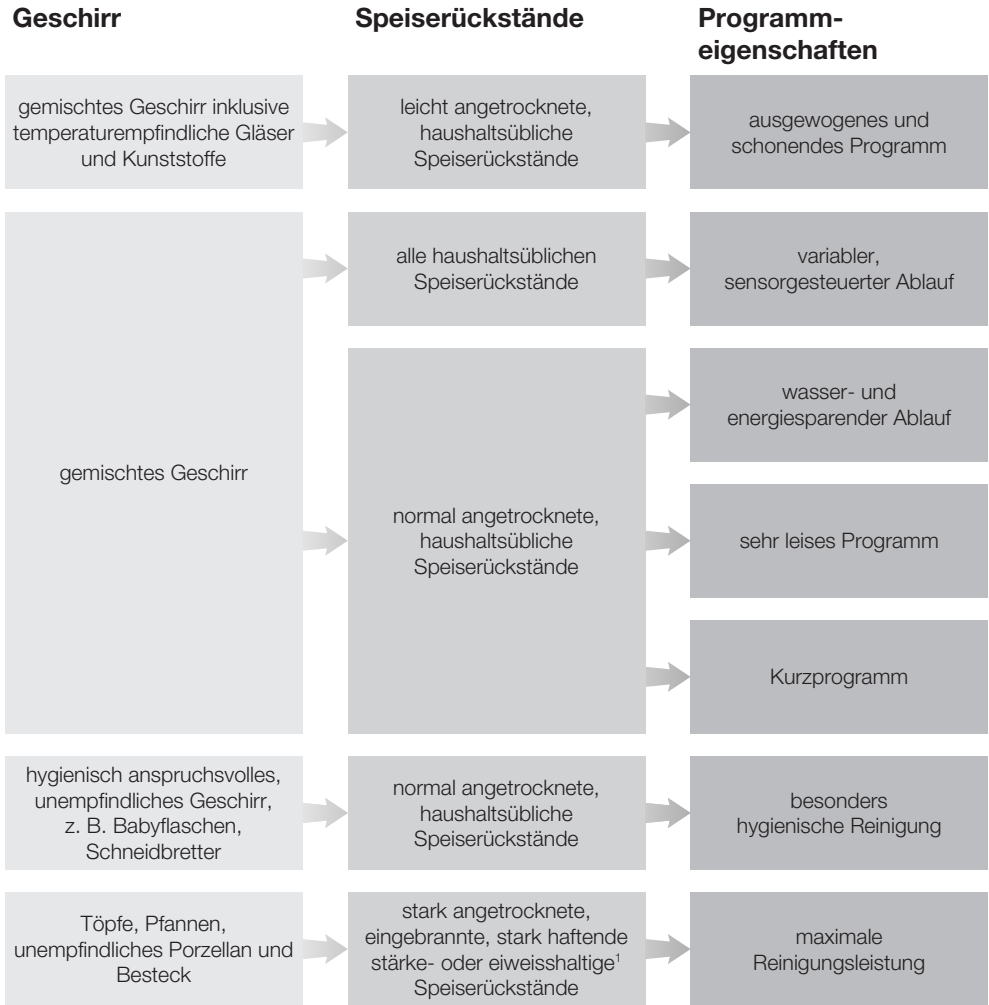 Geschirr
Speiserückstände
Programm-
eigenschaften
gemischtes Geschirr inklusive
temperaturempfindliche Gläser
und Kunststoffe
leicht angetrocknete,
haushaltsübliche
Speiserückstände
ausgewogenes und
schonendes Programm
gemischtes Geschirr
alle haushaltsüblichen
Speiserückstände
variabler,
sensorgesteuerter Ablauf
normal angetrocknete,
haushaltsübliche
Speiserückstände
wasser- und
energiesparender Ablauf
sehr leises Programm
Kurzprogramm
hygienisch anspruchsvolles,
unempfindliches Geschirr,
z. B. Babyflaschen,
Schneidbretter
normal angetrocknete,
haushaltsübliche
Speiserückstände
besonders
hygienische Reinigung
Töpfe, Pfannen,
unempfindliches Porzellan und
Besteck
stark angetrocknete,
eingebrannte, stark haftende
stärke- oder eiweisshaltige¹
Speiserückstände
maximale
Reinigungsleistung